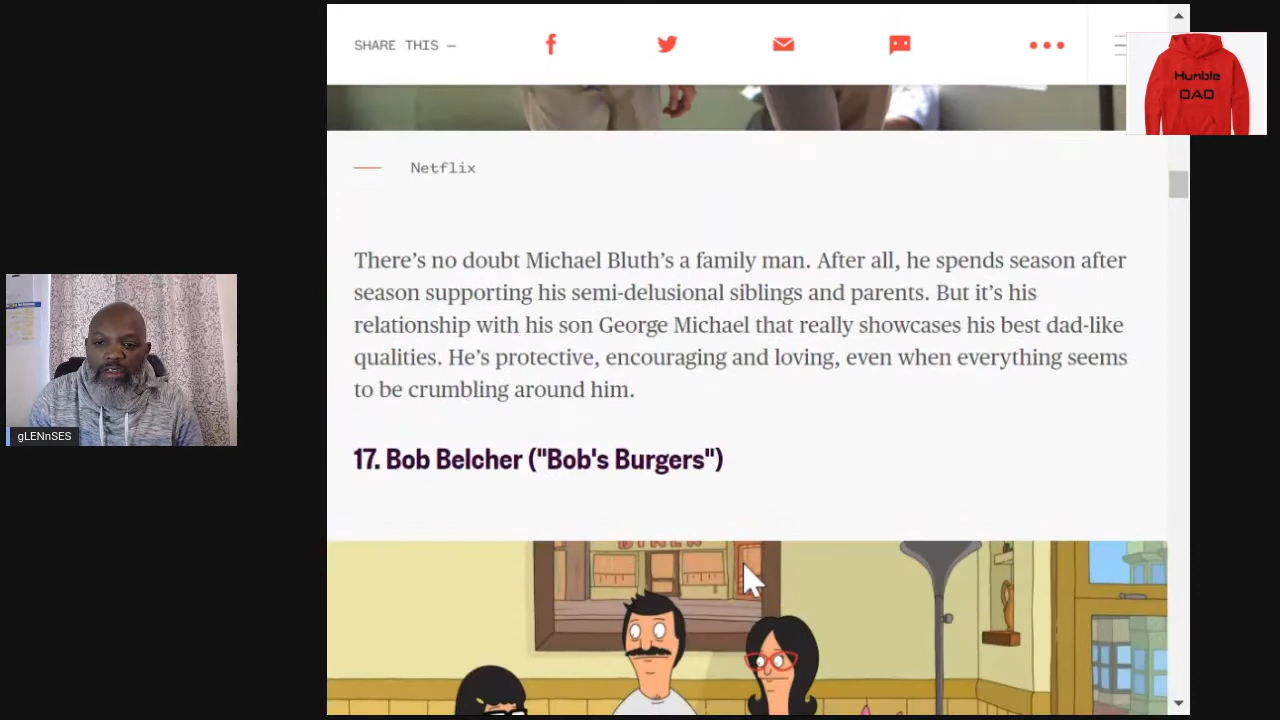 SHARE THIS —
Humble
DAD
Netflix
There's no doubt Michael Bluth's a family man. After all, he spends season after
season supporting his semi-delusional siblings and parents. But it's his
relationship with his son George Michael that really showcases his best dad-like
qualities. He's protective, encouraging and loving, even when everything seems
to be crumbling around him.
gLENnSES
17. Bob Belcher ("Bob's Burgers")
DINER